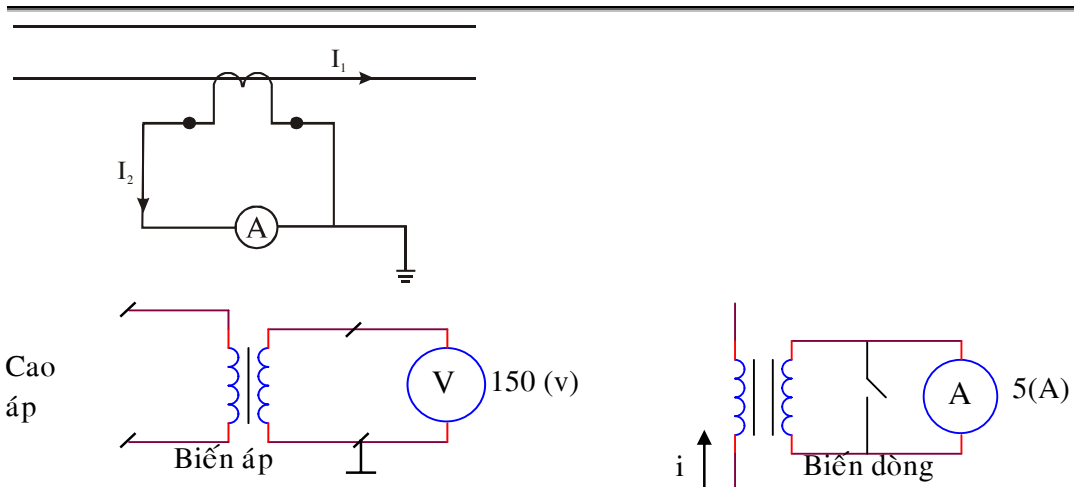 I₁
I₂
A
Cao
áp
V
150 (v)
Biến áp
A
5(A)
i
Biến dòng